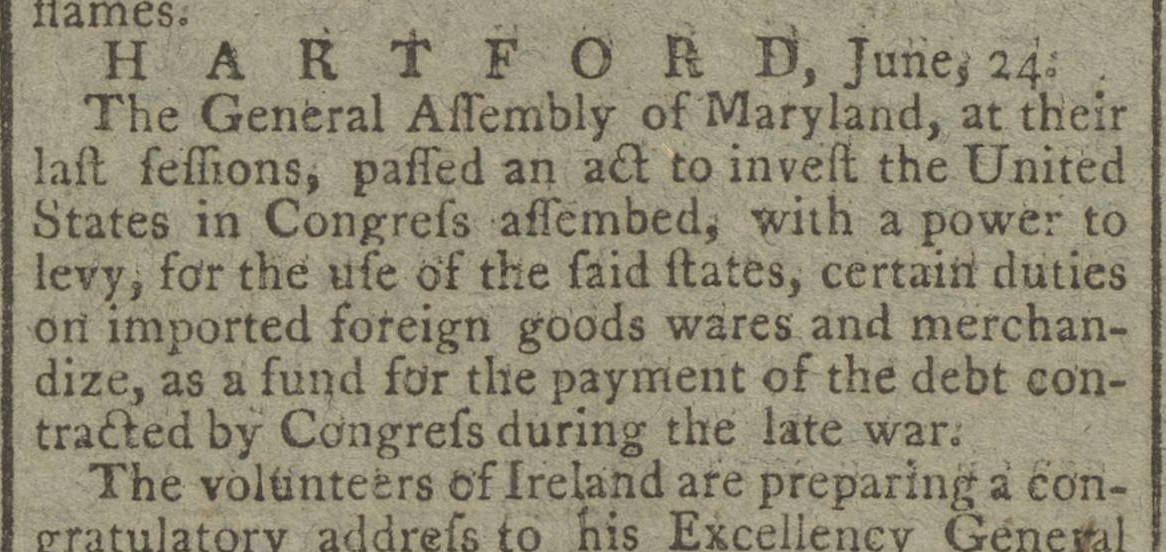 flames.
H A R T F O R D, June, 24.
The General Aſſembly of Maryland, at their
laſt ſeſſions, paſſed an act to inveſt the United
States in Congreſs aſſembed, with a power to
levy, for the uſe of the ſaid ſtates, certain duties
on imported foreign goods wares and merchan-
dize, as a fund for the payment of the debt con-
tracted by Congreſs during the late war.
The volunteers of Ireland are preparing a con-
gratulatory addreſs to his Excellency General